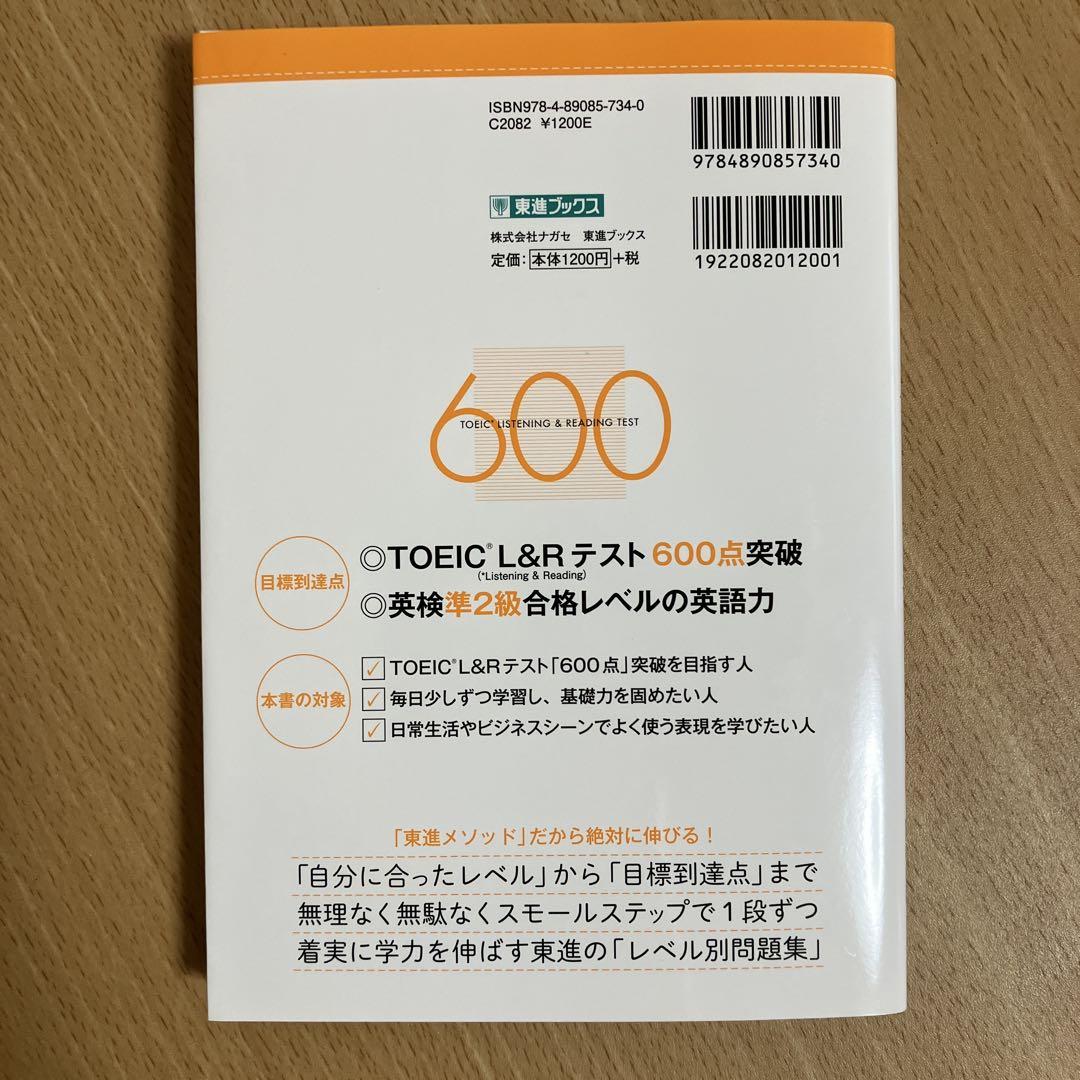 ISBN978-4-89085-734-0
C2082 ¥1200E
9784890857340
東進ブックス
株式会社ナガセ 東進ブックス
定価：本体1200円+税
1922082012001
600
TOEIC® LISTENING & READING TEST
目標到達点
◎TOEIC® L&R テスト 600点突破
(*Listening & Reading)
◎英検準2級合格レベルの英語力
本書の対象
✓ TOEIC® L&Rテスト「600点」突破を目指す人
✓ 毎日少しずつ学習し、基礎力を固めたい人
✓ 日常生活やビジネスシーンでよく使う表現を学びたい人
「東進メソッド」だから絶対に伸びる！
「自分に合ったレベル」から「目標到達点」まで
無理なく無駄なくスモールステップで1段ずつ
着実に学力を伸ばす東進の「レベル別問題集」